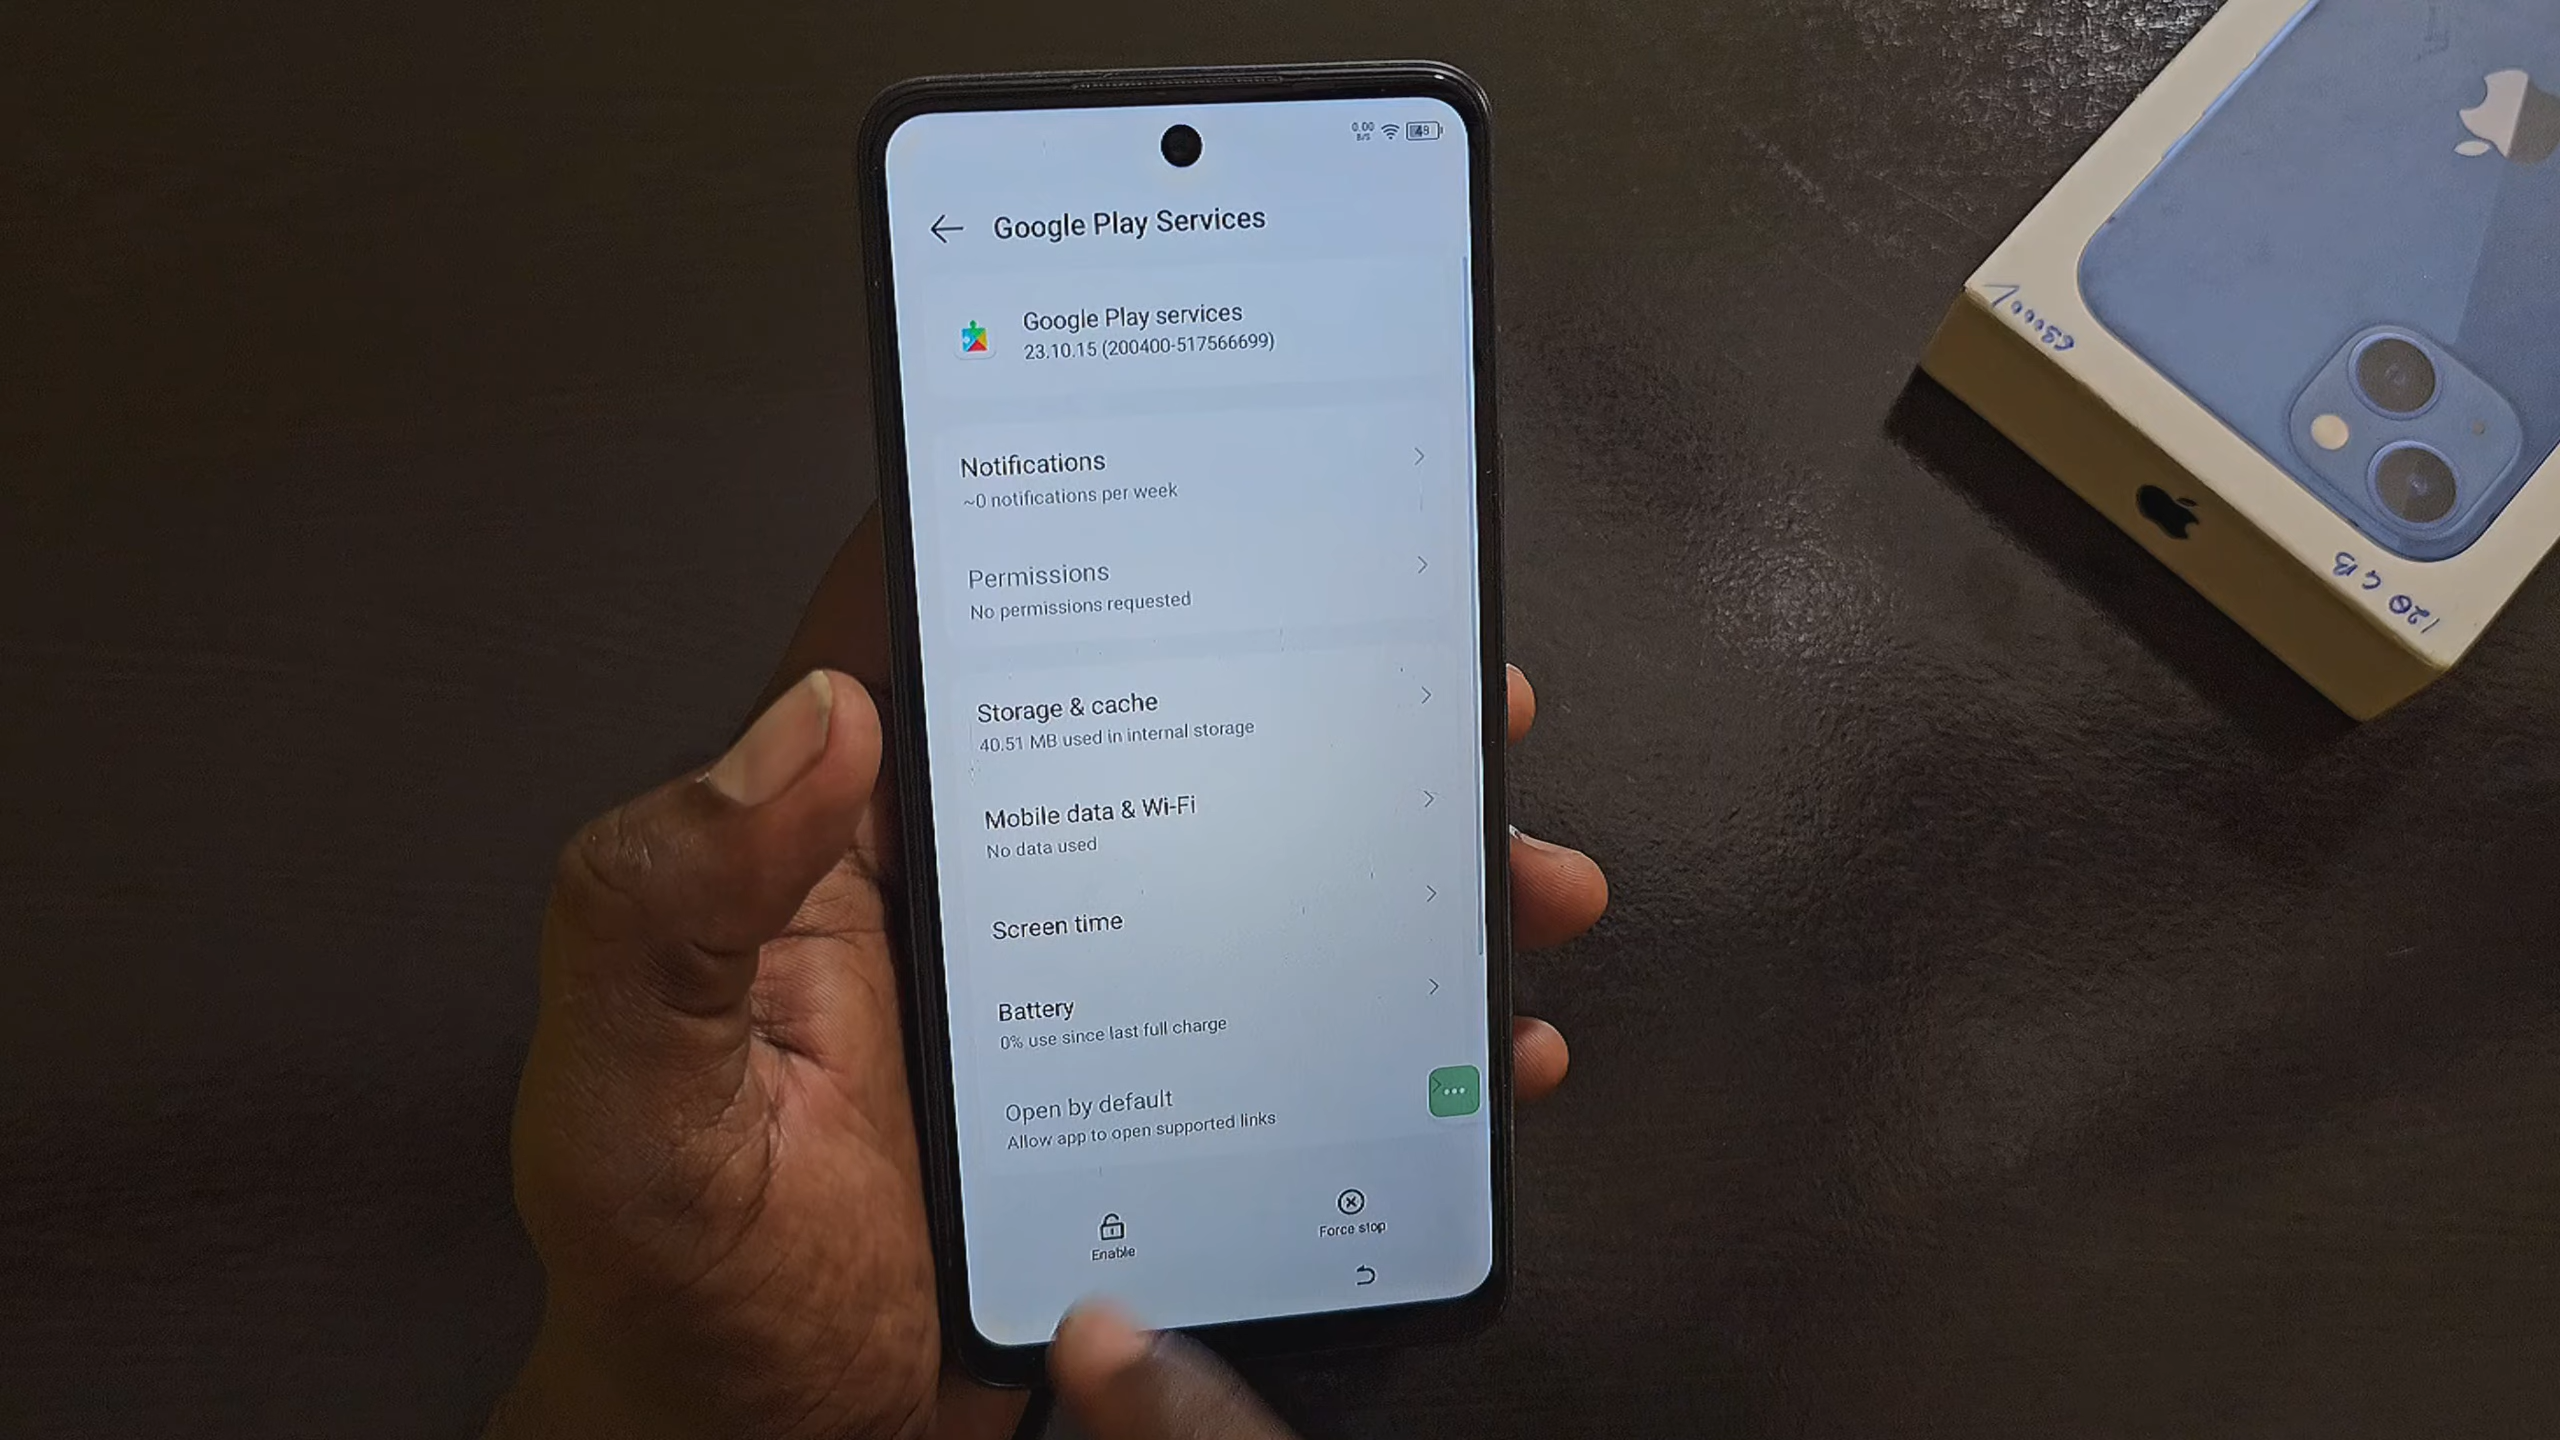 0.00
B/S
48
Google Play Services
Google Play services
23.10.15 (200400-517566699)
Notifications
~0 notifications per week
Permissions
No permissions requested
Storage & cache
40.51 MB used in internal storage
Mobile data & Wi-Fi
No data used
Screen time
Battery
0% use since last full charge
Open by default
Allow app to open supported links
Enable
Force stop